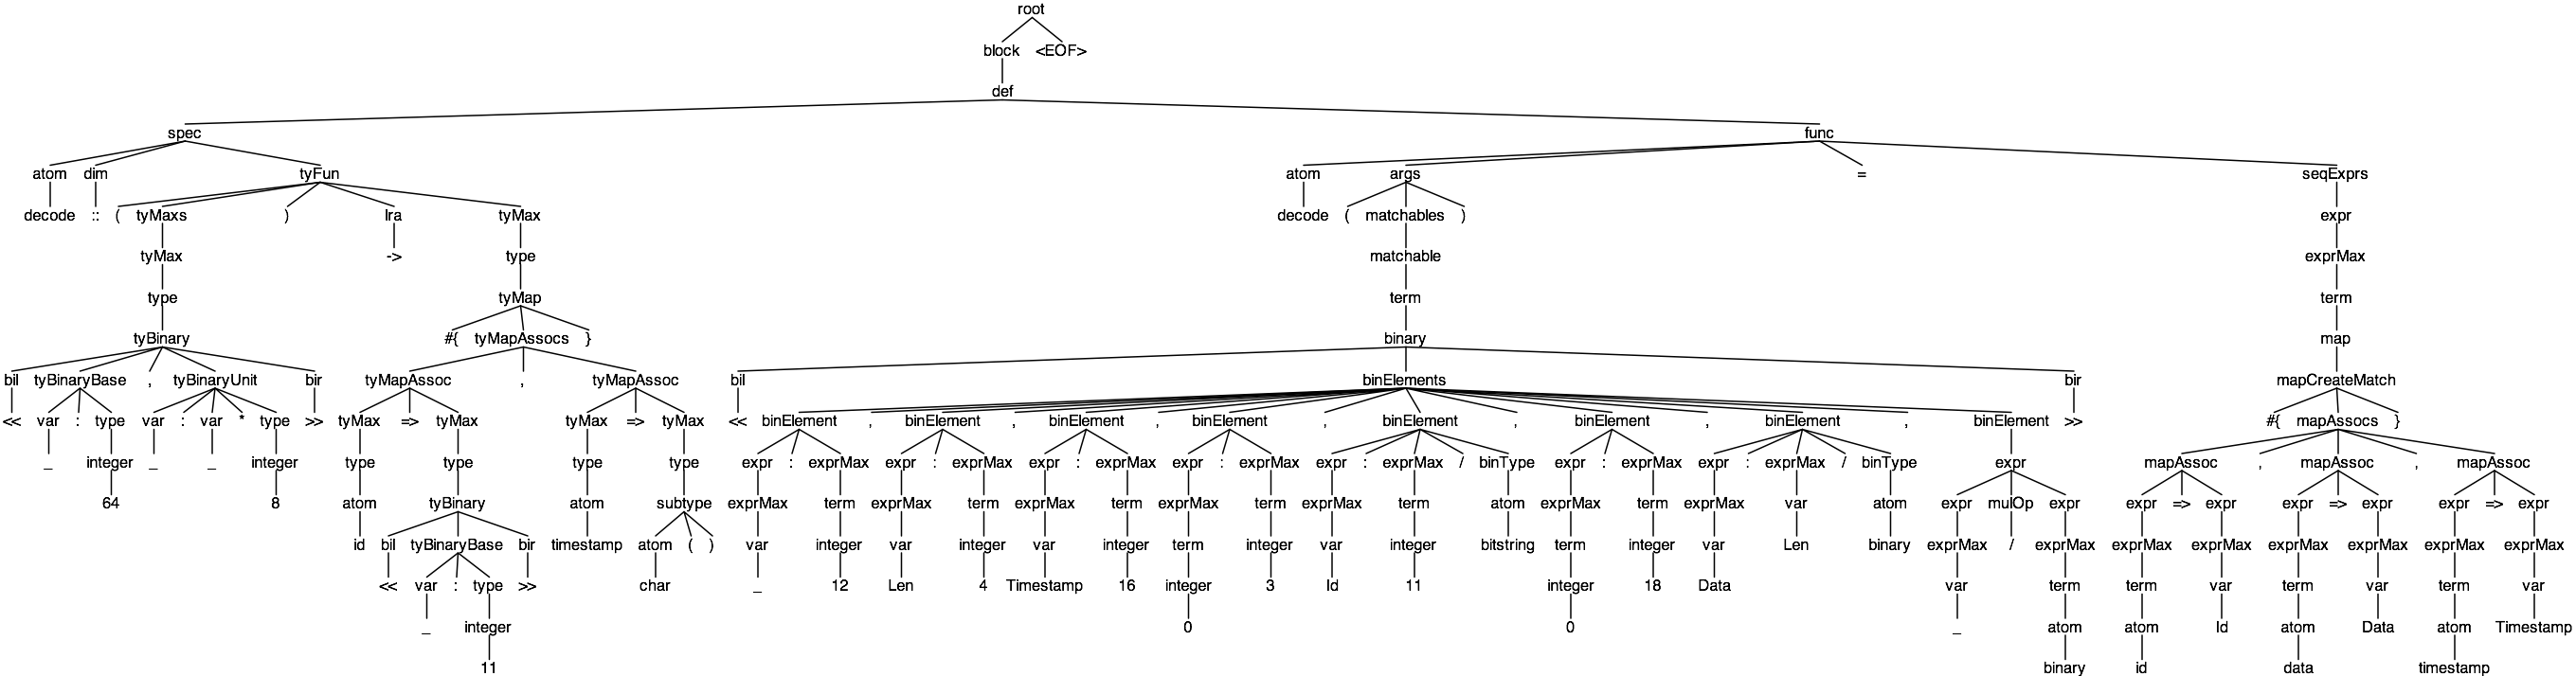 root
block <EOF>
def
spec func
atom dim tyFun atom args = seqExprs
decode :: ( tyMaxs ) lra tyMax decode ( matchables ) expr
tyMax -> type matchable exprMax
type tyMap term term
tyBinary #{ tyMapAssocs } binary map
bil tyBinaryBase , tyBinaryUnit bir tyMapAssoc , tyMapAssoc bil binElements bir mapCreateMatch
<< var : type var : var * type >> tyMax => tyMax tyMax => tyMax << binElement , binElement , binElement , binElement , binElement , binElement , binElement , binElement >> #{ mapAssocs }
_ integer _ _ integer type type type type expr : exprMax expr : exprMax expr : exprMax expr : exprMax expr : exprMax / binType expr : exprMax expr : exprMax / binType expr mapAssoc , mapAssoc , mapAssoc
64 8 atom tyBinary atom subtype exprMax term exprMax term exprMax term exprMax term exprMax term atom exprMax term exprMax var atom expr mulOp expr expr => expr expr => expr expr => expr
id bil tyBinaryBase bir timestamp atom ( ) var integer var integer var integer term integer var integer bitstring term integer var Len binary exprMax / exprMax exprMax exprMax exprMax exprMax exprMax exprMax
<< var : type >> char _ 12 Len 4 Timestamp 16 integer 3 Id 11 integer 18 Data var term term var term var term var
_ integer 0 0 _ atom atom Id atom Data atom Timestamp
11 binary id data timestamp